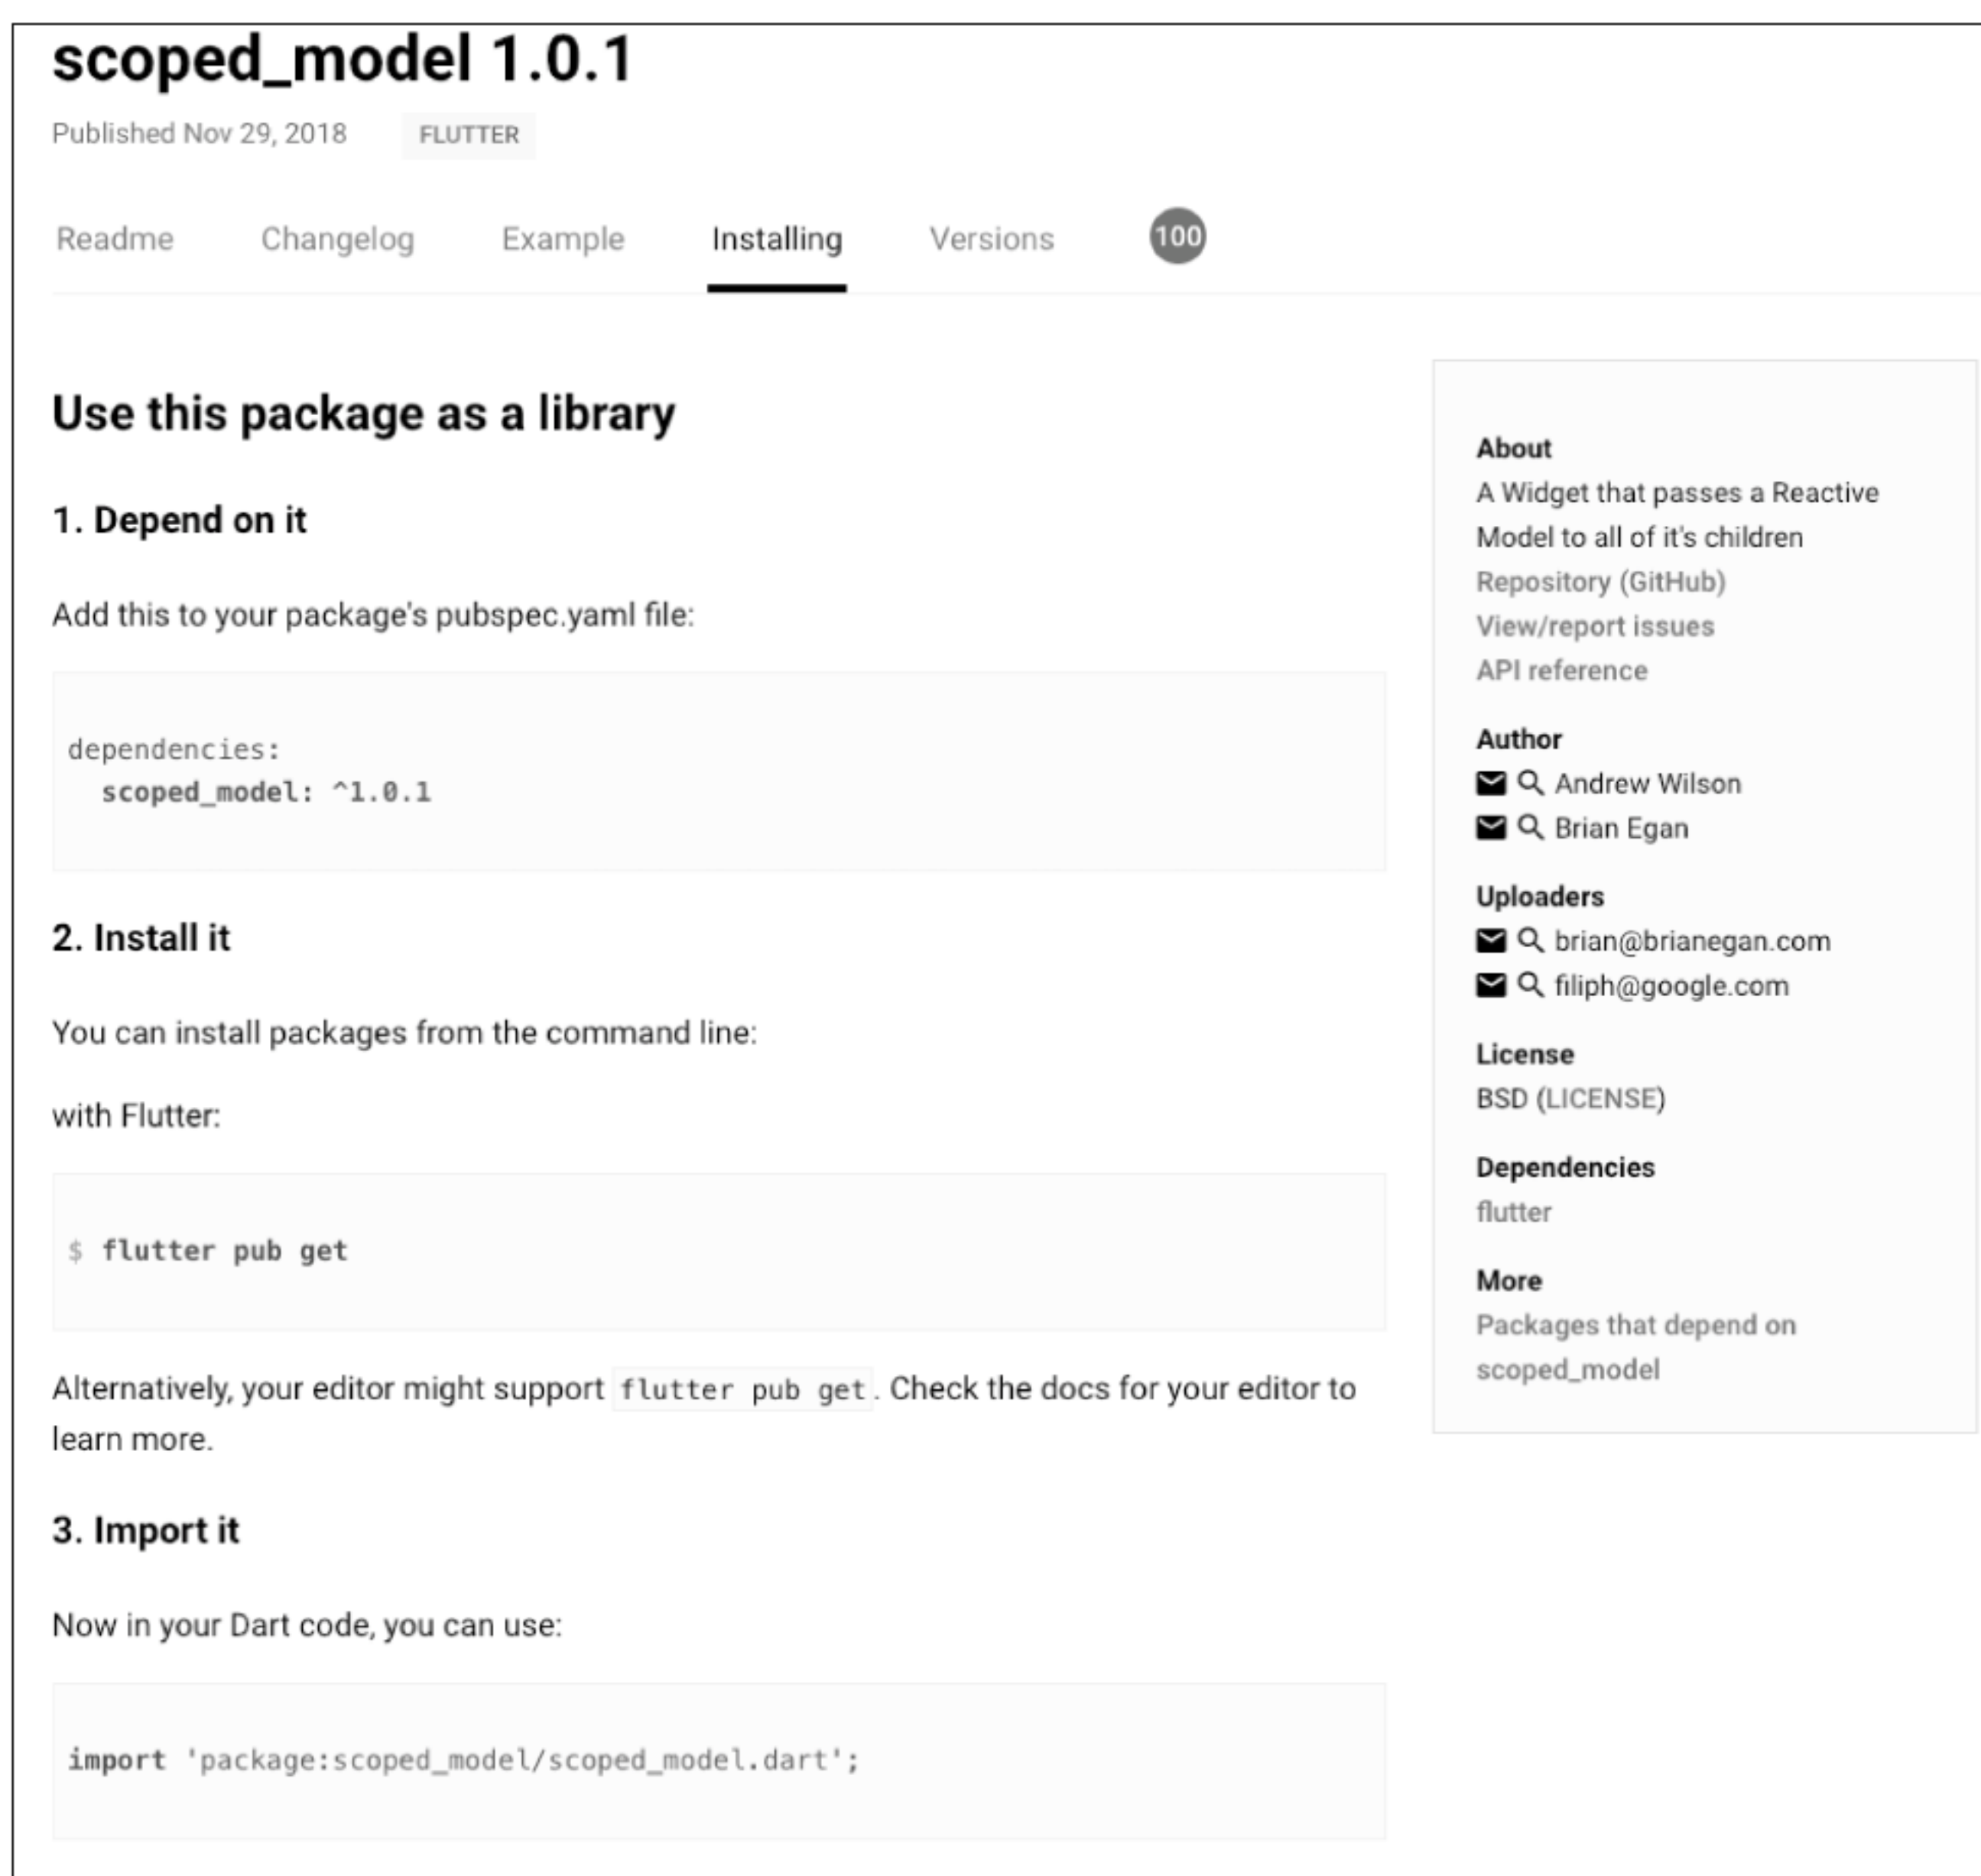 scoped_model 1.0.1
Published Nov 29, 2018 FLUTTER
Readme Changelog Example Installing Versions 100
Use this package as a library
1. Depend on it
Add this to your package's pubspec.yaml file:
dependencies:
  scoped_model: ^1.0.1
2. Install it
You can install packages from the command line:
with Flutter:
$ flutter pub get
Alternatively, your editor might support flutter pub get. Check the docs for your editor to
learn more.
3. Import it
Now in your Dart code, you can use:
import 'package:scoped_model/scoped_model.dart';
About
A Widget that passes a Reactive
Model to all of it's children
Repository (GitHub)
View/report issues
API reference
Author
Andrew Wilson
Brian Egan
Uploaders
brian@brianegan.com
filiph@google.com
License
BSD (LICENSE)
Dependencies
flutter
More
Packages that depend on
scoped_model